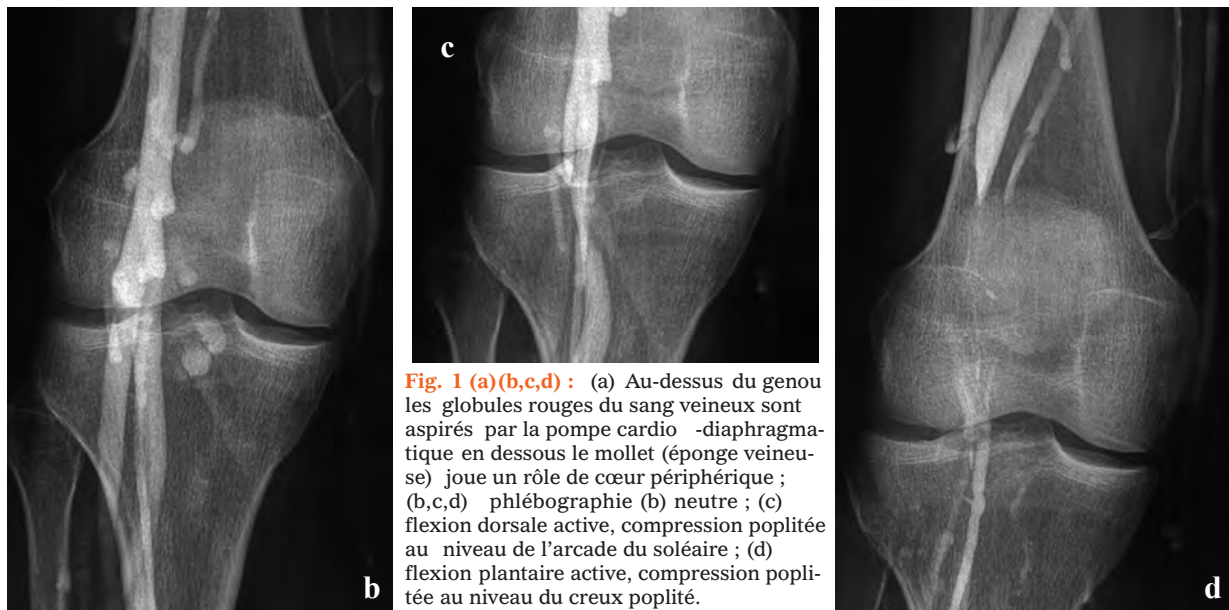 c
Fig. 1 (a)(b,c,d) : (a) Au-dessus du genou
les globules rouges du sang veineux sont
aspirés par la pompe cardio -diaphragma-
tique en dessous le mollet (éponge veineu-
se) joue un rôle de cœur périphérique ;
(b,c,d) phlébographie (b) neutre ; (c)
flexion dorsale active, compression poplitée
au niveau de l'arcade du soléaire ; (d)
flexion plantaire active, compression popli-
tée au niveau du creux poplité.
b
d